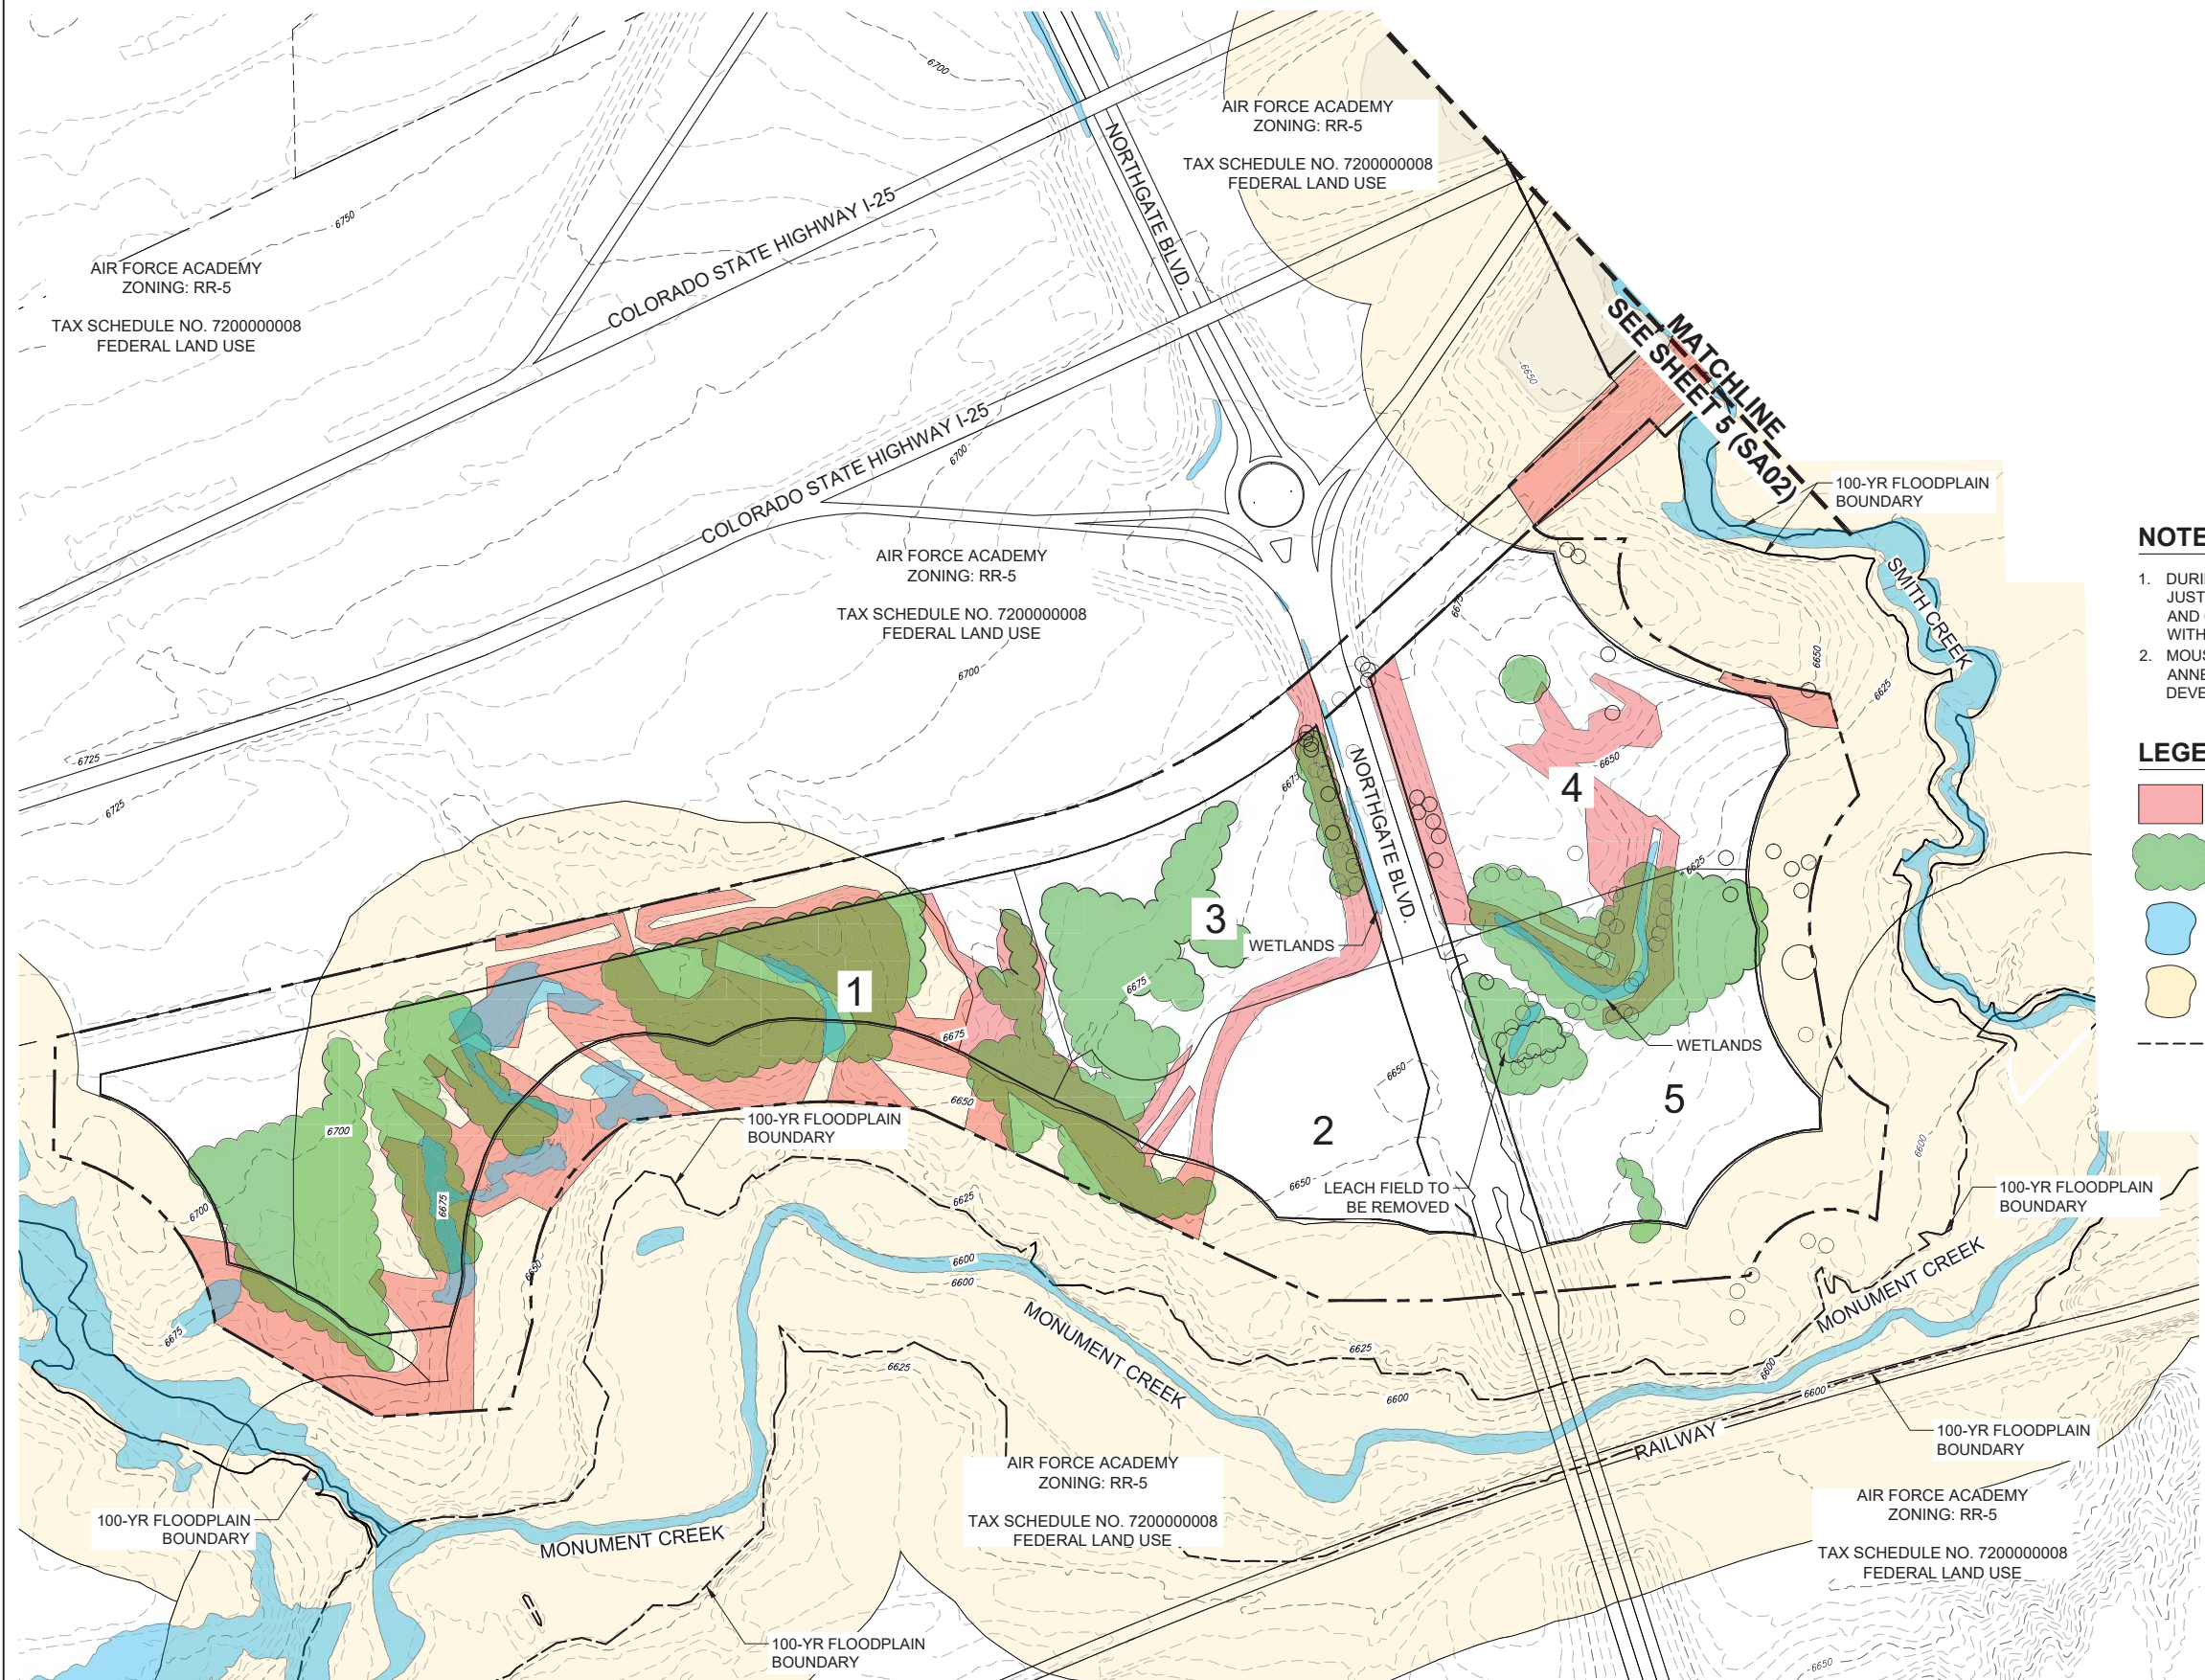 6700
AIR FORCE ACADEMY
ZONING: RR-5
TAX SCHEDULE NO. 7200000008
FEDERAL LAND USE
NORTHGATE BLVD.
6750
COLORADO STATE HIGHWAY I-25
AIR FORCE ACADEMY
ZONING: RR-5
TAX SCHEDULE NO. 7200000008
FEDERAL LAND USE
MATCHLINE
SEE SHEET 5 (SA02)
6650
COLORADO STATE HIGHWAY I-25
6700
100-YR FLOODPLAIN
BOUNDARY
SMITH CREEK
NOTE
1.
DURI
JUST
AND
WITH
2.
MOUS
ANNE
DEVE
AIR FORCE ACADEMY
ZONING: RR-5
TAX SCHEDULE NO. 7200000008
FEDERAL LAND USE
6675
6650
6625
6700
6725
6725
LEGE
6650
4
6675
NORTHGATE BLVD.
6625
3
WETLANDS
1
6675
6675
WETLANDS
6650
6650
5
2
100-YR FLOODPLAIN
BOUNDARY
6700
6600
6675
6700
6625
6650
LEACH FIELD TO
BE REMOVED
100-YR FLOODPLAIN
BOUNDARY
6650
6600
6600
6675
MONUMENT CREEK
MONUMENT CREEK
6625
6625
6600
6600
6600
RAILWAY
100-YR FLOODPLAIN
BOUNDARY
AIR FORCE ACADEMY
ZONING: RR-5
TAX SCHEDULE NO. 7200000008
FEDERAL LAND USE
AIR FORCE ACADEMY
ZONING: RR-5
TAX SCHEDULE NO. 7200000008
FEDERAL LAND USE
100-YR FLOODPLAIN
BOUNDARY
MONUMENT CREEK
100-YR FLOODPLAIN
BOUNDARY
6650